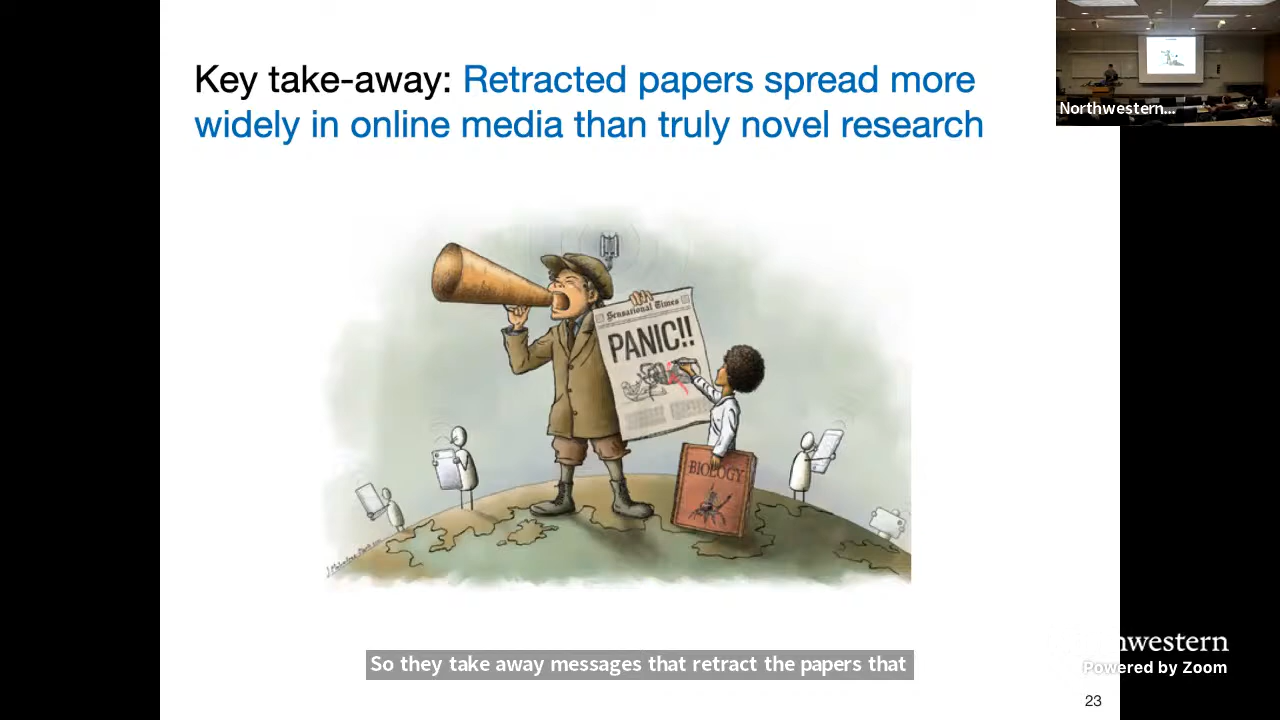 Key take-away: Retracted papers spread more
widely in online media than truly novel research
Northwestern...
Sensational Times
PANIC!!
BIOLOGY
So they take away messages that retract the papers that
nwestern
Powered by Zoom
23